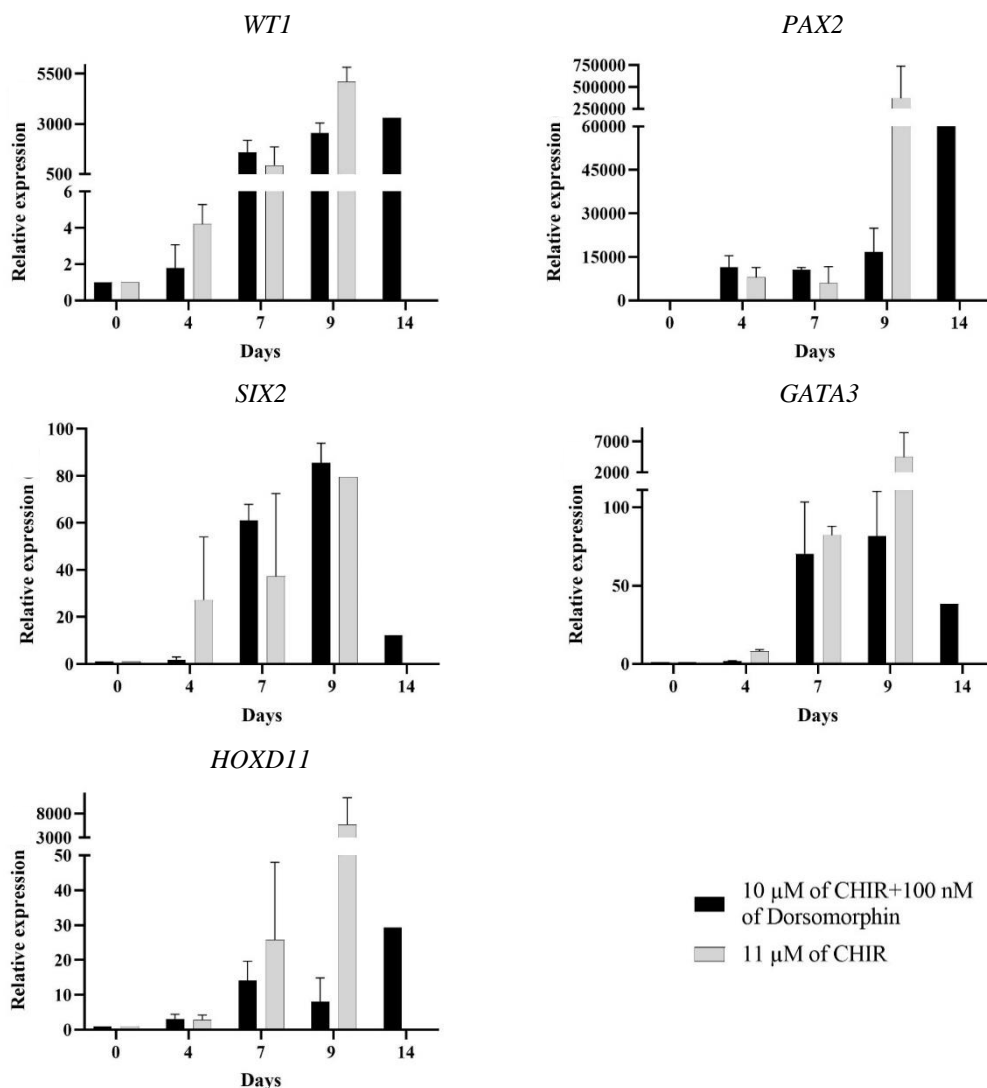 WT1
5500
3000
500
6
4
2
0
Relative expression
0 4 7 9 14
Days
PAX2
750000
500000
250000
60000
45000
30000
15000
0
Relative expression
0 4 7 9 14
Days
SIX2
100
80
60
40
20
0
Relative expression (
0 4 7 9 14
Days
GATA3
7000
2000
100
50
0
Relative expression
0 4 7 9 14
Days
HOXD11
8000
3000
50
40
30
20
10
0
Relative expression
0 4 7 9 14
Days
10 µM of CHIR+100 nM
of Dorsomorphin
11 µM of CHIR